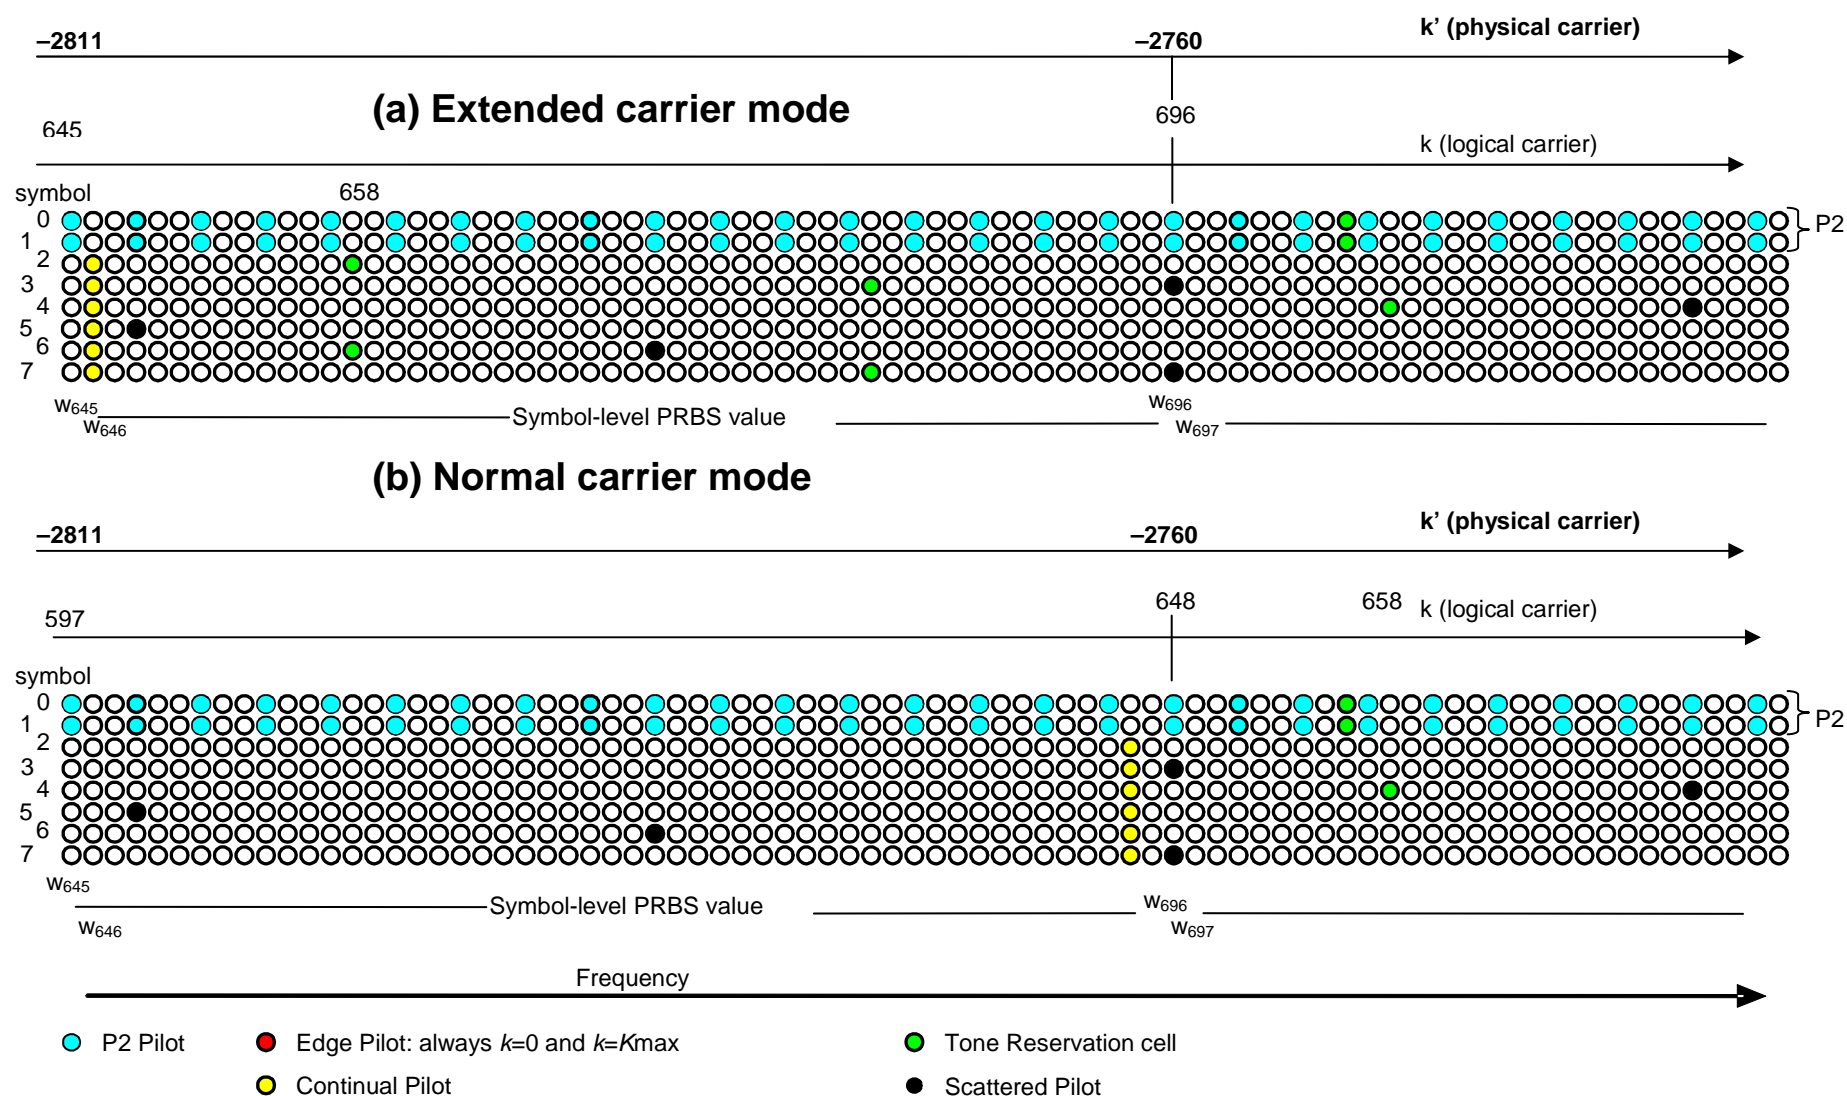 k’ (physical carrier)
–2811 –2760
(a) Extended carrier mode
645 696
k (logical carrier)
symbol 658
0
1
P2
2
3
4
5
6
7
w645 w696
w646 Symbol-level PRBS value w697
(b) Normal carrier mode
k’ (physical carrier)
–2811 –2760
597 648 658 k (logical carrier)
symbol
0
1
P2
2
3
4
5
6
7
w645
Symbol-level PRBS value w696
w646 w697
Frequency
P2 Pilot Edge Pilot: always k=0 and k=Kmax Tone Reservation cell
Continual Pilot Scattered Pilot